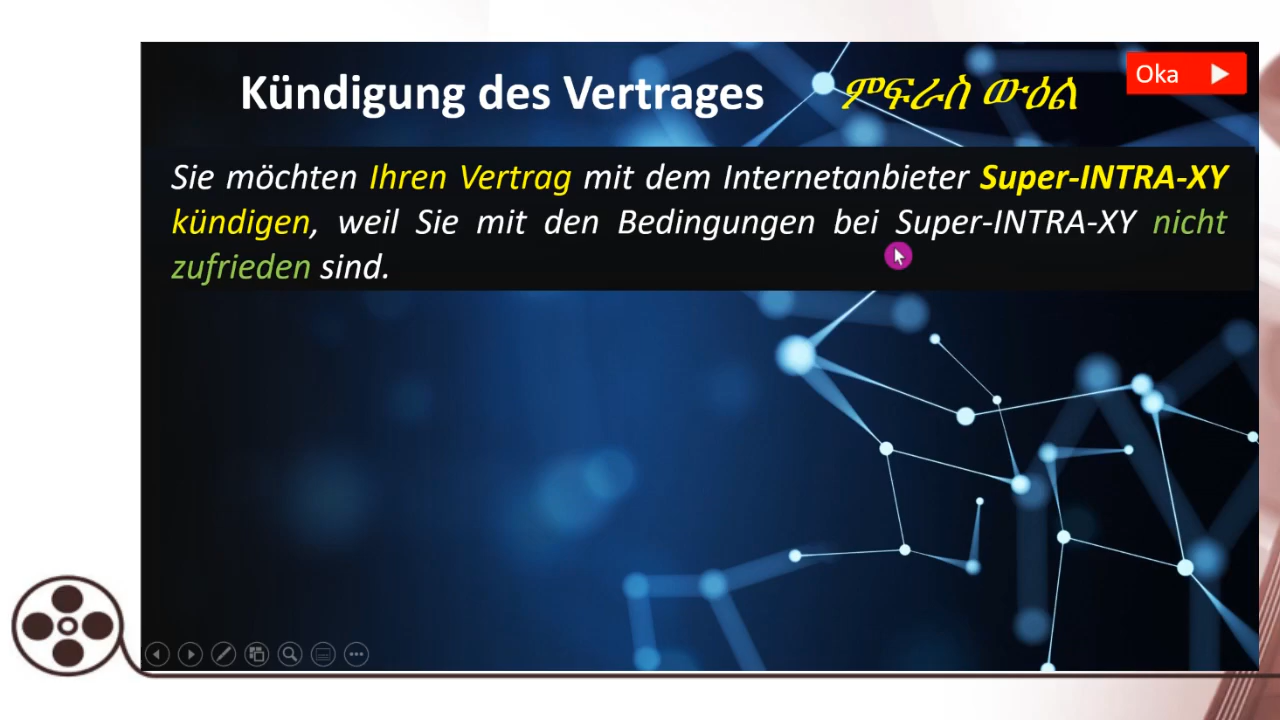 Kündigung des Vertrages ምፍራስ ውዕል
Oka
Sie möchten Ihren Vertrag mit dem Internetanbieter Super-INTRA-XY
kündigen, weil Sie mit den Bedingungen bei Super-INTRA-XY nicht
zufrieden sind.